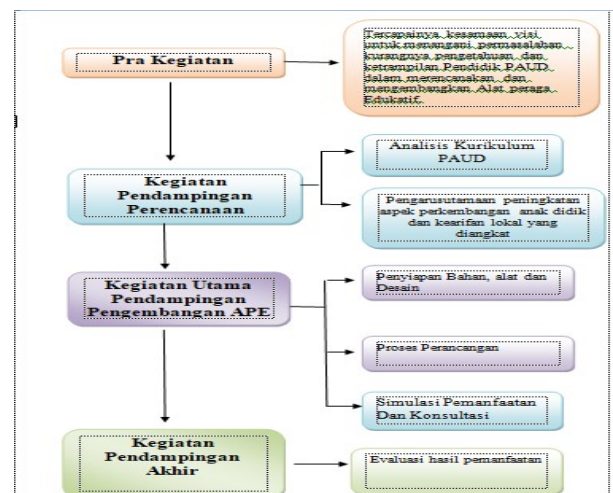 Pra Kegiatan
Tercapainya kesamaan visi
untuk menangani permasalahan
kurangnya pengetahuan dan
ketrampilan Pendidik PAUD
dalam merencanakan dan
mengembangkan Alat peraga
Edukatif.
Kegiatan
Pendampingan
Perencanaan
Analisis Kurikulum
PAUD
Pengarusutamaan peningkatan
aspek perkembangan anak didik
dan kearifan lokal yang
diangkat
Kegiatan Utama
Pendampingan
Pengembangan APE
Penyiapan Bahan, alat dan
Desain
Proses Perancangan
Simulasi Pemanfaatan
Dan Konsultasi
Kegiatan
Pendampingan
Akhir
Evaluasi hasil pemanfaatan